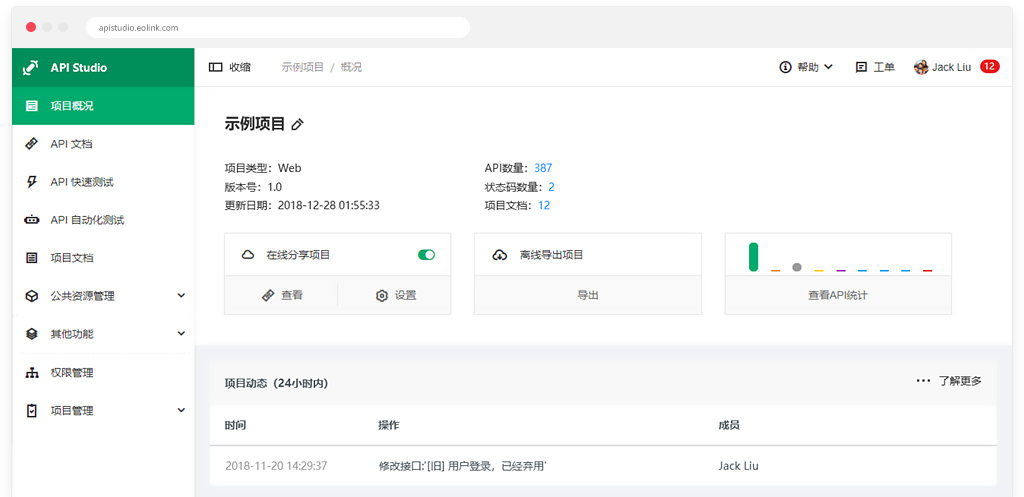 apistudio.eolink.com
API Studio
收缩
示例项目 / 概况
帮助
工单
Jack Liu
12
项目概况
API 文档
API 快速测试
API 自动化测试
项目文档
公共资源管理
其他功能
权限管理
项目管理
示例项目
项目类型：Web
API数量：387
版本号：1.0
状态码数量：2
更新日期：2018-12-28 01:55:33
项目文档：12
在线分享项目
查看
设置
离线导出项目
导出
查看API统计
项目动态（24小时内）
··· 了解更多
时间
操作
成员
2018-11-20 14:29:37
修改接口:'[旧] 用户登录，已经弃用'
Jack Liu